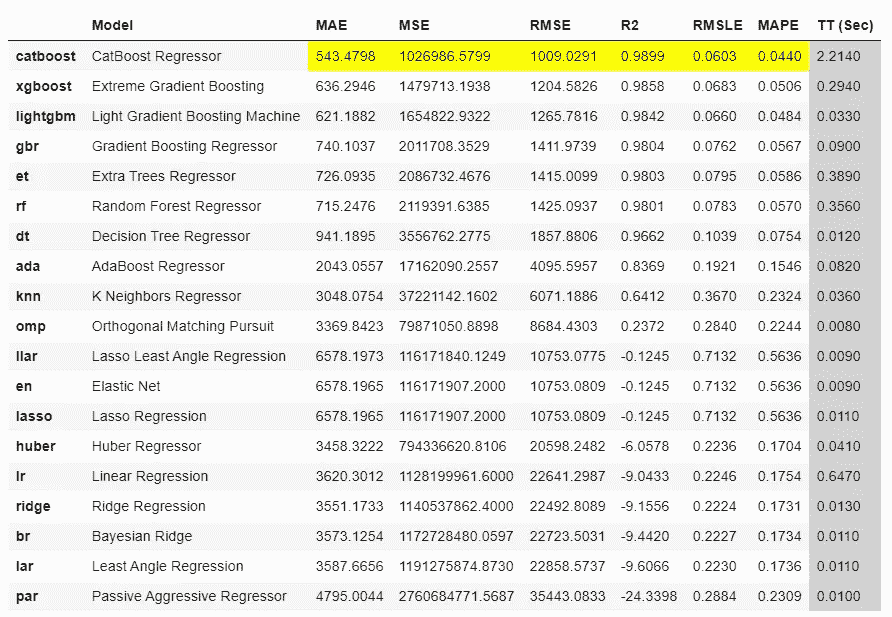 Model MAE MSE RMSE R2 RMSLE MAPE TT (Sec)
catboost CatBoost Regressor 543.4798 1026986.5799 1009.0291 0.9899 0.0603 0.0440 2.2140
xgboost Extreme Gradient Boosting 636.2946 1479713.1938 1204.5826 0.9858 0.0683 0.0506 0.2940
lightgbm Light Gradient Boosting Machine 621.1882 1654822.9322 1265.7816 0.9842 0.0660 0.0484 0.0330
gbr Gradient Boosting Regressor 740.1037 2011708.3529 1411.9739 0.9804 0.0762 0.0567 0.0900
et Extra Trees Regressor 726.0935 2086732.4676 1415.0099 0.9803 0.0795 0.0586 0.3890
rf Random Forest Regressor 715.2476 2119391.6385 1425.0937 0.9801 0.0783 0.0570 0.3560
dt Decision Tree Regressor 941.1895 3556762.2775 1857.8806 0.9662 0.1039 0.0754 0.0120
ada AdaBoost Regressor 2043.0557 17162090.2557 4095.5957 0.8369 0.1921 0.1546 0.0820
knn K Neighbors Regressor 3048.0754 37221142.1602 6071.1886 0.6412 0.3670 0.2324 0.0360
omp Orthogonal Matching Pursuit 3369.8423 79871050.8898 8684.4303 0.2372 0.2840 0.2244 0.0080
llar Lasso Least Angle Regression 6578.1973 116171840.1249 10753.0775 -0.1245 0.7132 0.5636 0.0090
en Elastic Net 6578.1965 116171907.2000 10753.0809 -0.1245 0.7132 0.5636 0.0090
lasso Lasso Regression 6578.1965 116171907.2000 10753.0809 -0.1245 0.7132 0.5636 0.0110
huber Huber Regressor 3458.3222 794336620.8106 20598.2482 -6.0578 0.2236 0.1704 0.0410
lr Linear Regression 3620.3012 1128199961.6000 22641.2987 -9.0433 0.2246 0.1754 0.6470
ridge Ridge Regression 3551.1733 1140537862.4000 22492.8089 -9.1556 0.2224 0.1731 0.0130
br Bayesian Ridge 3573.1254 1172728480.0597 22723.5031 -9.4420 0.2227 0.1734 0.0110
lar Least Angle Regression 3587.6656 1191275874.8730 22858.5737 -9.6066 0.2230 0.1736 0.0110
par Passive Aggressive Regressor 4795.0044 2760684771.5687 35443.0833 -24.3398 0.2884 0.2309 0.0100